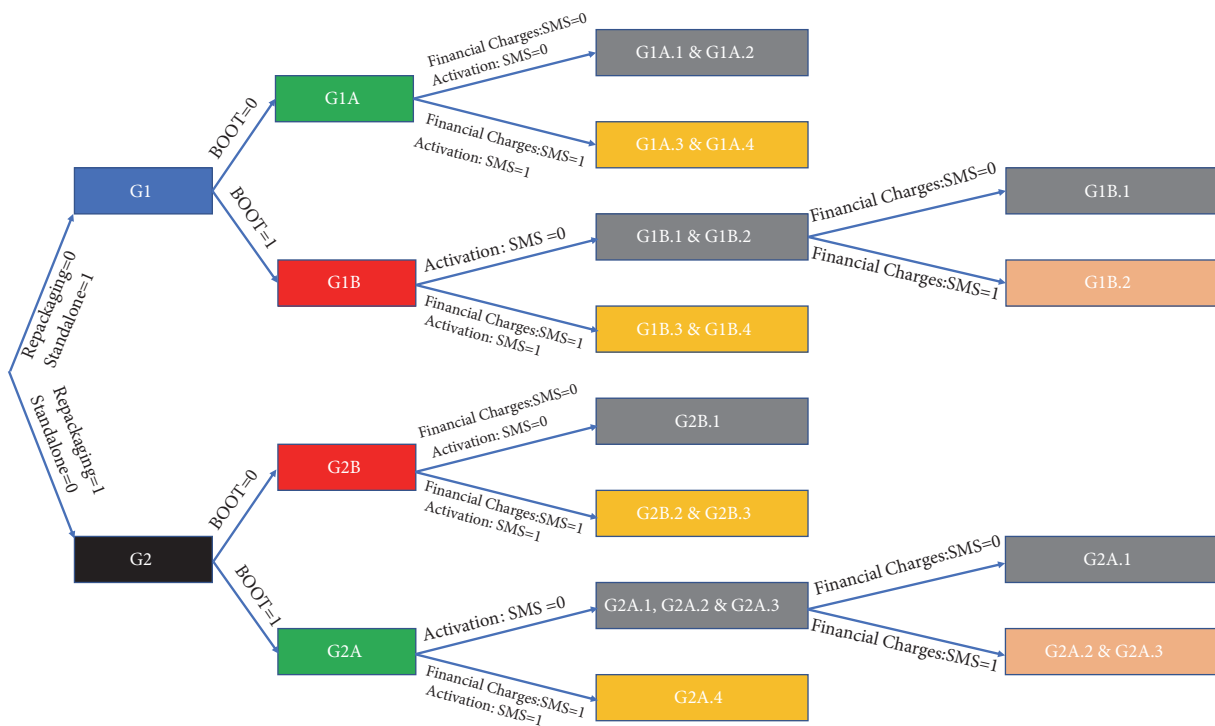 Financial Charges:SMS=0
Activation: SMS=0
G1A.1 & G1A.2
G1A
BOOT=0
Financial Charges:SMS=1
Activation: SMS=1
G1A.3 & G1A.4
G1
BOOT=1
Financial Charges:SMS=0
G1B.1
Activation: SMS =0
G1B.1 & G1B.2
Financial Charges:SMS=1
G1B.2
G1B
Financial Charges:SMS=1
Activation: SMS=1
G1B.3 & G1B.4
Repackaging=0
Standalone=1
Repackaging=1
Standalone=0
Financial Charges:SMS=0
Activation: SMS=0
G2B.1
G2B
BOOT=0
Financial Charges:SMS=1
Activation: SMS=1
G2B.2 & G2B.3
G2
BOOT=1
Financial Charges:SMS=0
G2A.1
Activation: SMS =0
G2A.1, G2A.2 & G2A.3
Financial Charges:SMS=1
G2A.2 & G2A.3
G2A
Financial Charges:SMS=1
Activation: SMS=1
G2A.4